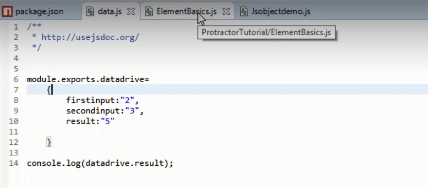 package.json data.js ElementBasics.js Jsobjectdemo.js
ProtractorTutorial/ElementBasics.js
1 /**
2 * http://usejsdoc.org/
3 */
4
5
6 module.exports.datadrive=
7 {
8 firstinput:"2",
9 secondinput:"3",
10 result:"5"
11
12 }
13
14 console.log(datadrive.result);